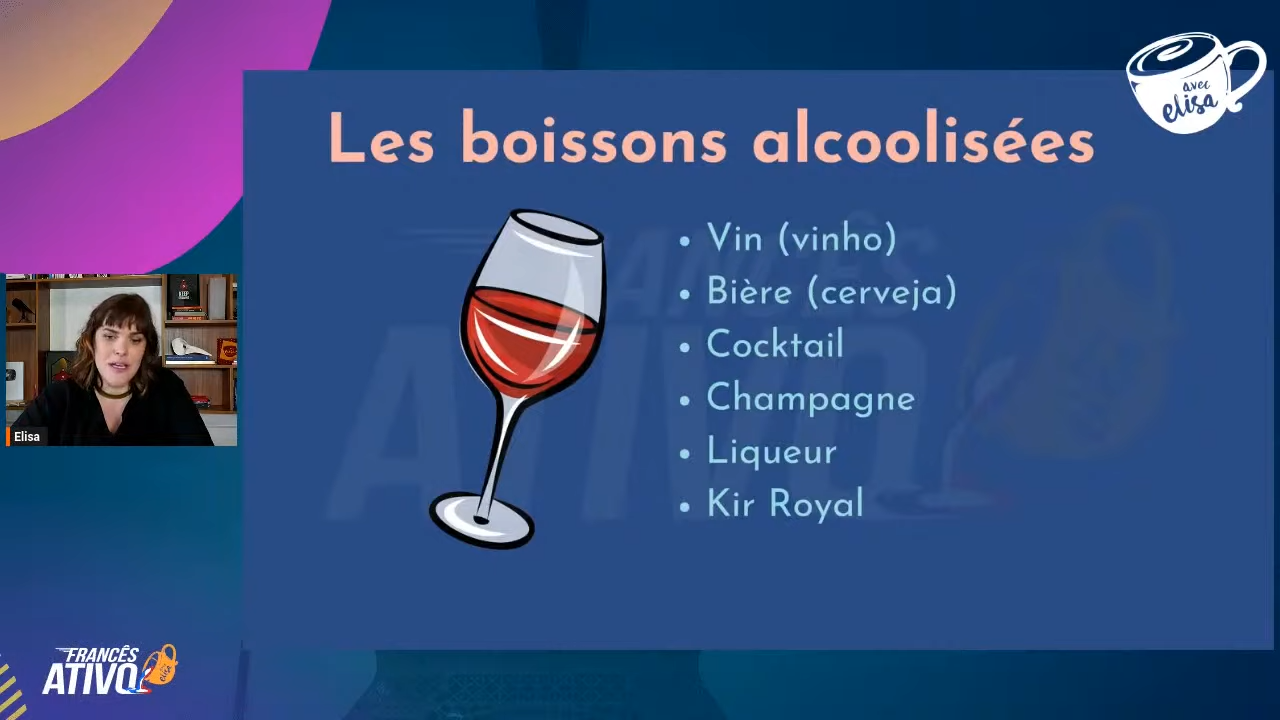 avec
elisa
Les boissons alcoolisées
Vin (vinho)
Bière (cerveja)
Cocktail
Champagne
Liqueur
Kir Royal
Elisa
FRANCÊS
ATIVO